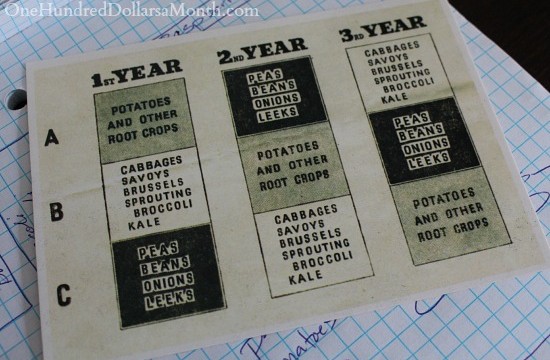 OneHundredDollarsaMonth.com
1ST YEAR
2ND YEAR
3RD YEAR
A
POTATOES
AND OTHER
ROOT CROPS
PEAS
BEANS
ONIONS
LEEKS
CABBAGES
SAVOYS
BRUSSELS
SPROUTING
BROCCOLI
KALE
B
CABBAGES
SAVOYS
BRUSSELS
SPROUTING
BROCCOLI
KALE
POTATOES
AND OTHER
ROOT CROPS
PEAS
BEANS
ONIONS
LEEKS
C
PEAS
BEANS
ONIONS
LEEKS
CABBAGES
SAVOYS
BRUSSELS
SPROUTING
BROCCOLI
KALE
POTATOES
AND OTHER
ROOT CROPS